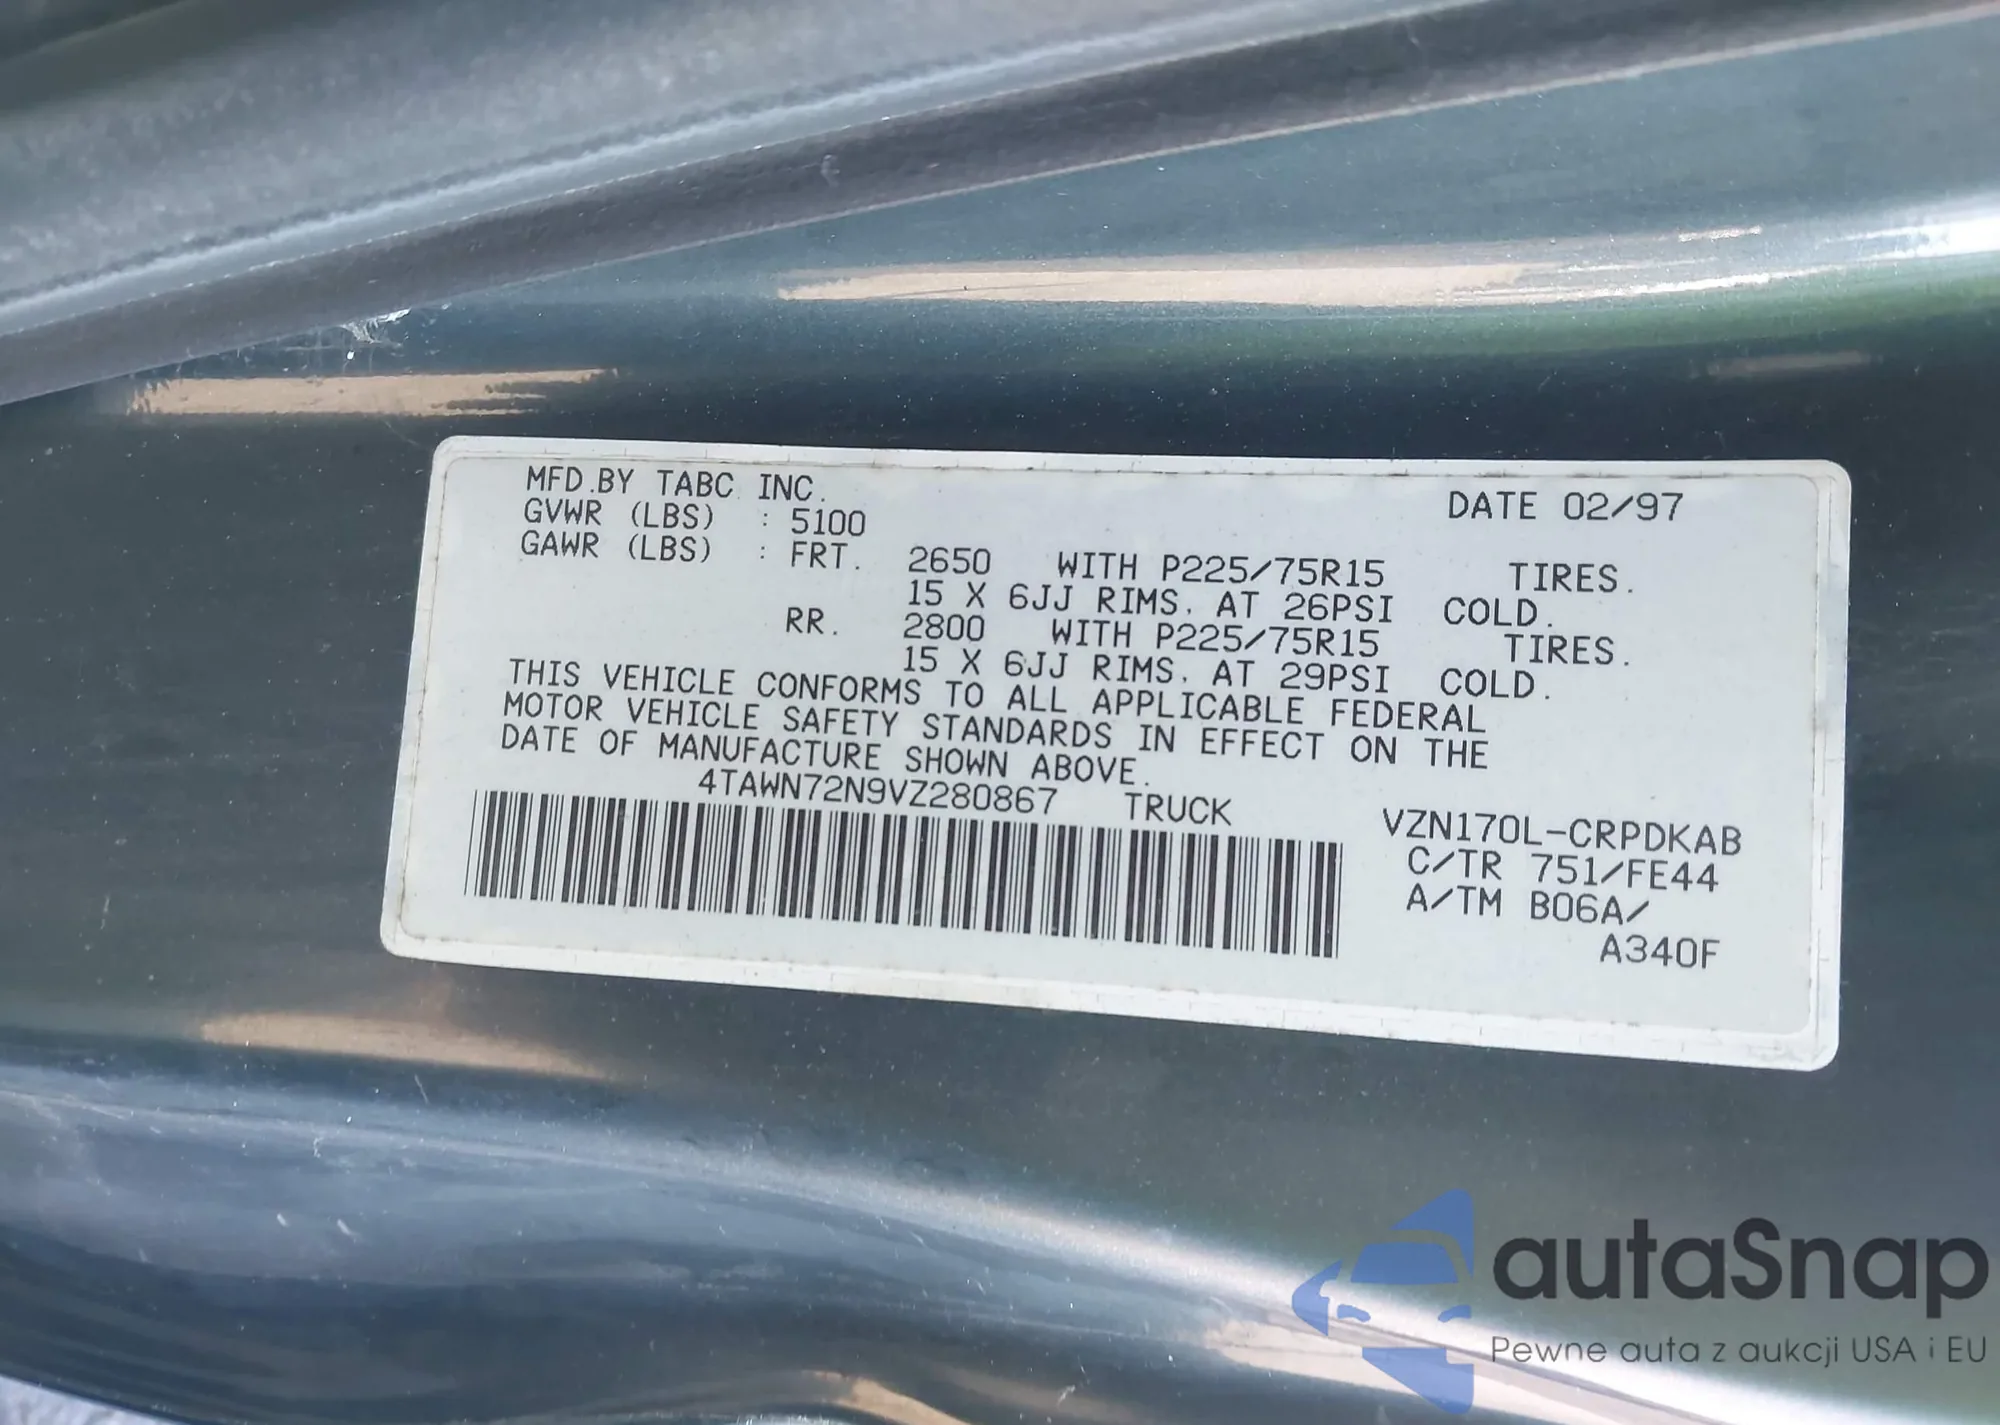 MFD.BY TABC INC. DATE 02/97
GVWR (LBS) : 5100
GAWR (LBS) : FRT. 2650 WITH P225/75R15 TIRES.
15 X 6JJ RIMS. AT 26PSI COLD.
RR. 2800 WITH P225/75R15 TIRES.
15 X 6JJ RIMS. AT 29PSI COLD.
THIS VEHICLE CONFORMS TO ALL APPLICABLE FEDERAL
MOTOR VEHICLE SAFETY STANDARDS IN EFFECT ON THE
DATE OF MANUFACTURE SHOWN ABOVE.
4TAWN72N9VZ280867 TRUCK
VZN170L-CRPDKAB
C/TR 751/FE44
A/TM B06A/
A340F
autaSnap
Pewne auta z aukcji USA i EU